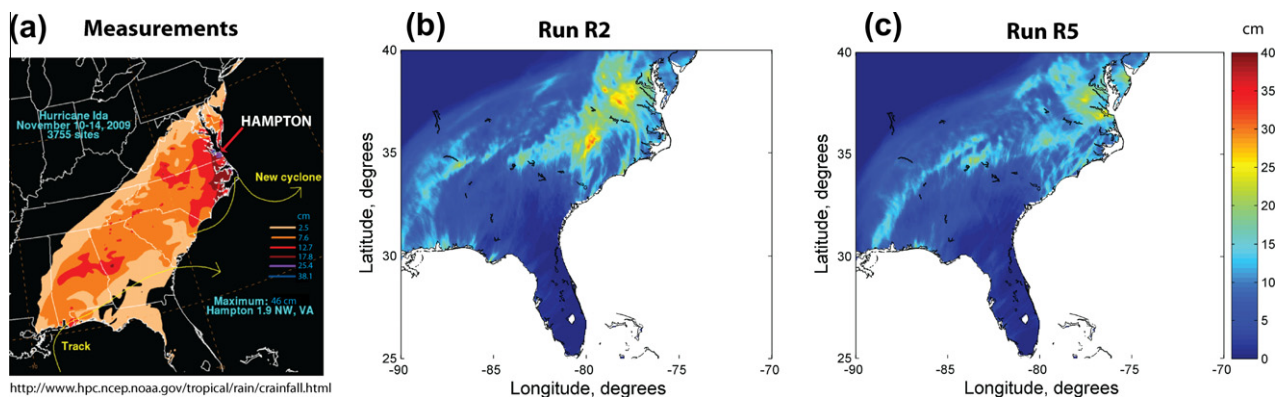 (a)
Measurements
Hurricane Ida
November 10-14, 2009
3755 sites
HAMPTON
New cyclone
cm
2.5
7.6
12.7
17.8
25.4
38.1
Maximum: 46 cm
Hampton 1.9 NW, VA
Track
http://www.hpc.ncep.noaa.gov/tropical/rain/crainfall.html
(b)
Run R2
Latitude, degrees
40
35
30
25
-90
-85
-80
-75
-70
Longitude, degrees
(c)
Run R5
Latitude, degrees
40
35
30
25
-90
-85
-80
-75
-70
Longitude, degrees
cm
40
35
30
25
20
15
10
5
0